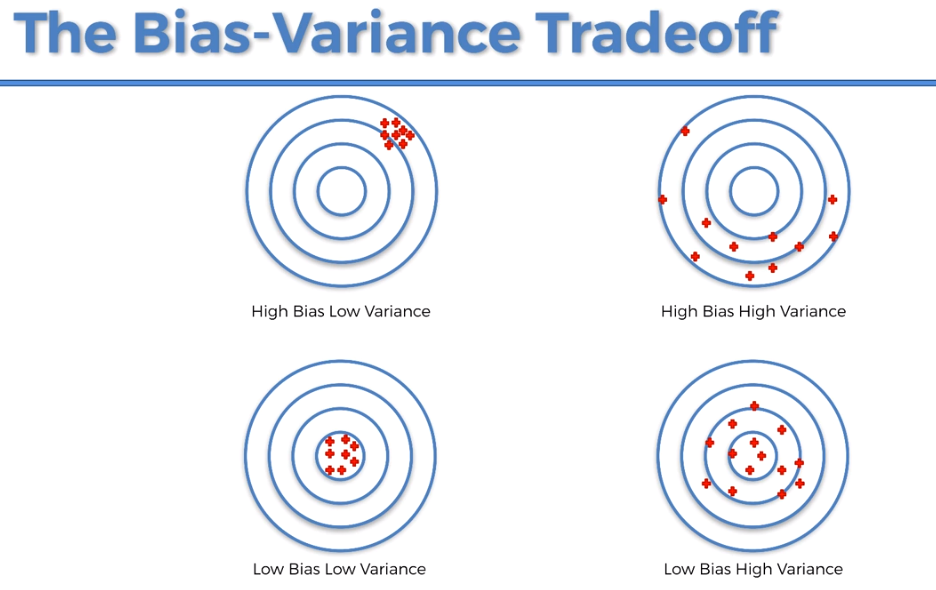 The Bias-Variance Tradeoff
High Bias Low Variance
High Bias High Variance
Low Bias Low Variance
Low Bias High Variance